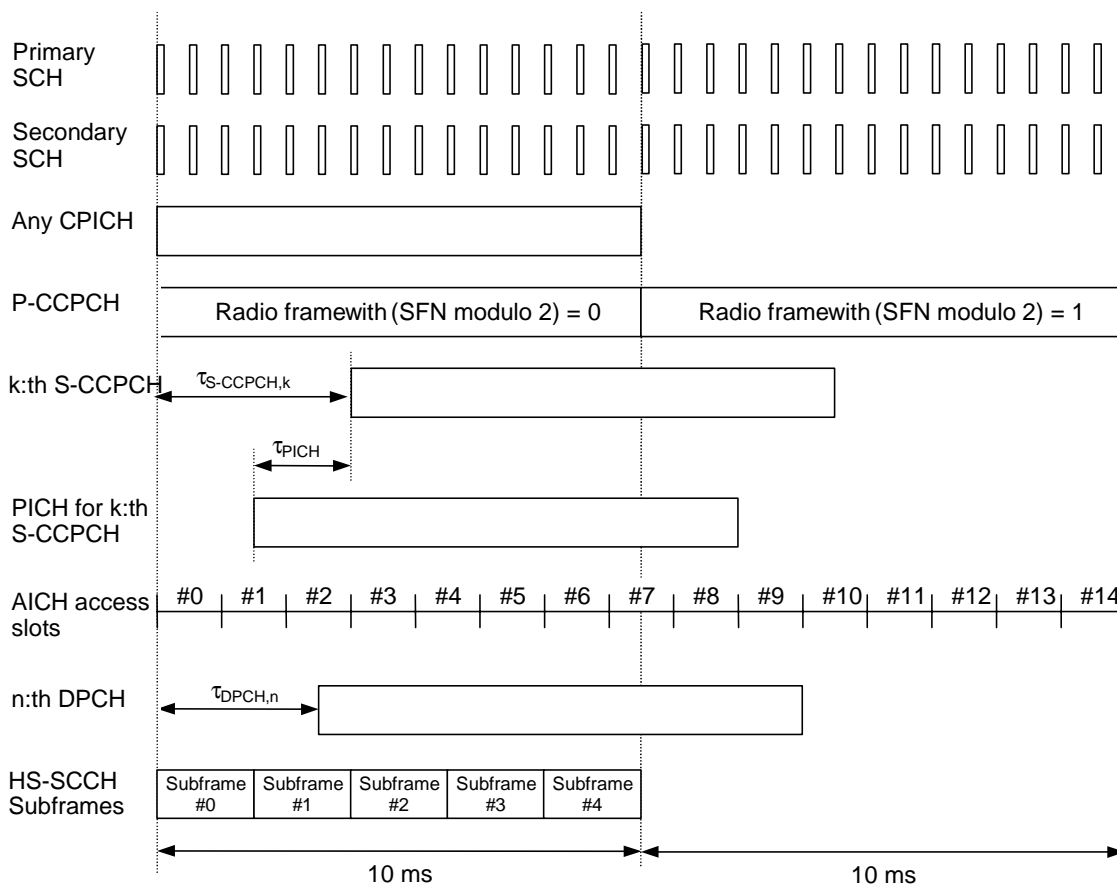 Primary
SCH
Secondary
SCH
Any CPICH
P-CCPCH
Radio framewith (SFN modulo 2) = 0
Radio framewith (SFN modulo 2) = 1
k:th S-CCPCH
τS-CCPCH,k
τPICH
PICH for k:th
S-CCPCH
AICH access
slots
#0 #1 #2 #3 #4 #5 #6 #7 #8 #9 #10 #11 #12 #13 #14
n:th DPCH
τDPCH,n
HS-SCCH
Subframes
Subframe
#0
Subframe
#1
Subframe
#2
Subframe
#3
Subframe
#4
10 ms
10 ms